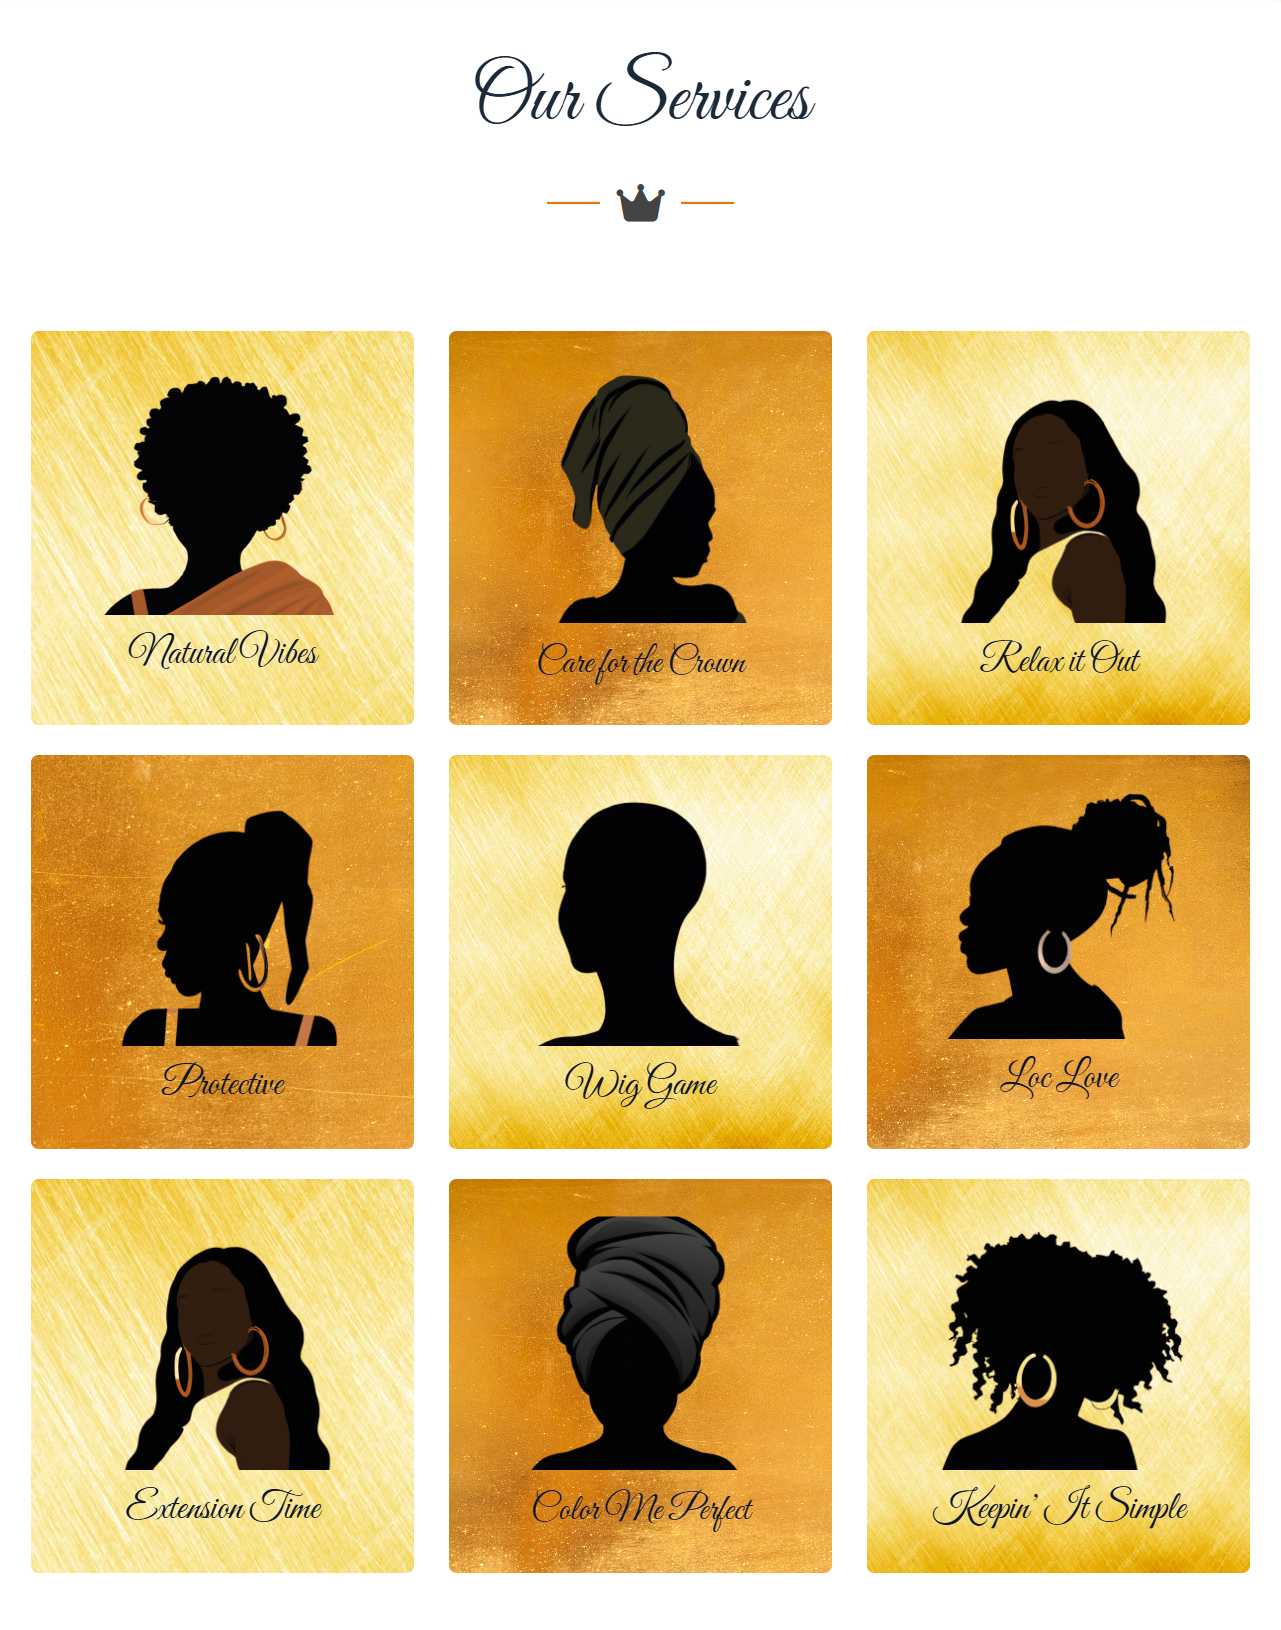 Our Services
Natural Vibes
Care for the Crown
Relax it Out
Protective
Wig Game
Loc Love
Extension Time
Color Me Perfect
Keepin' It Simple